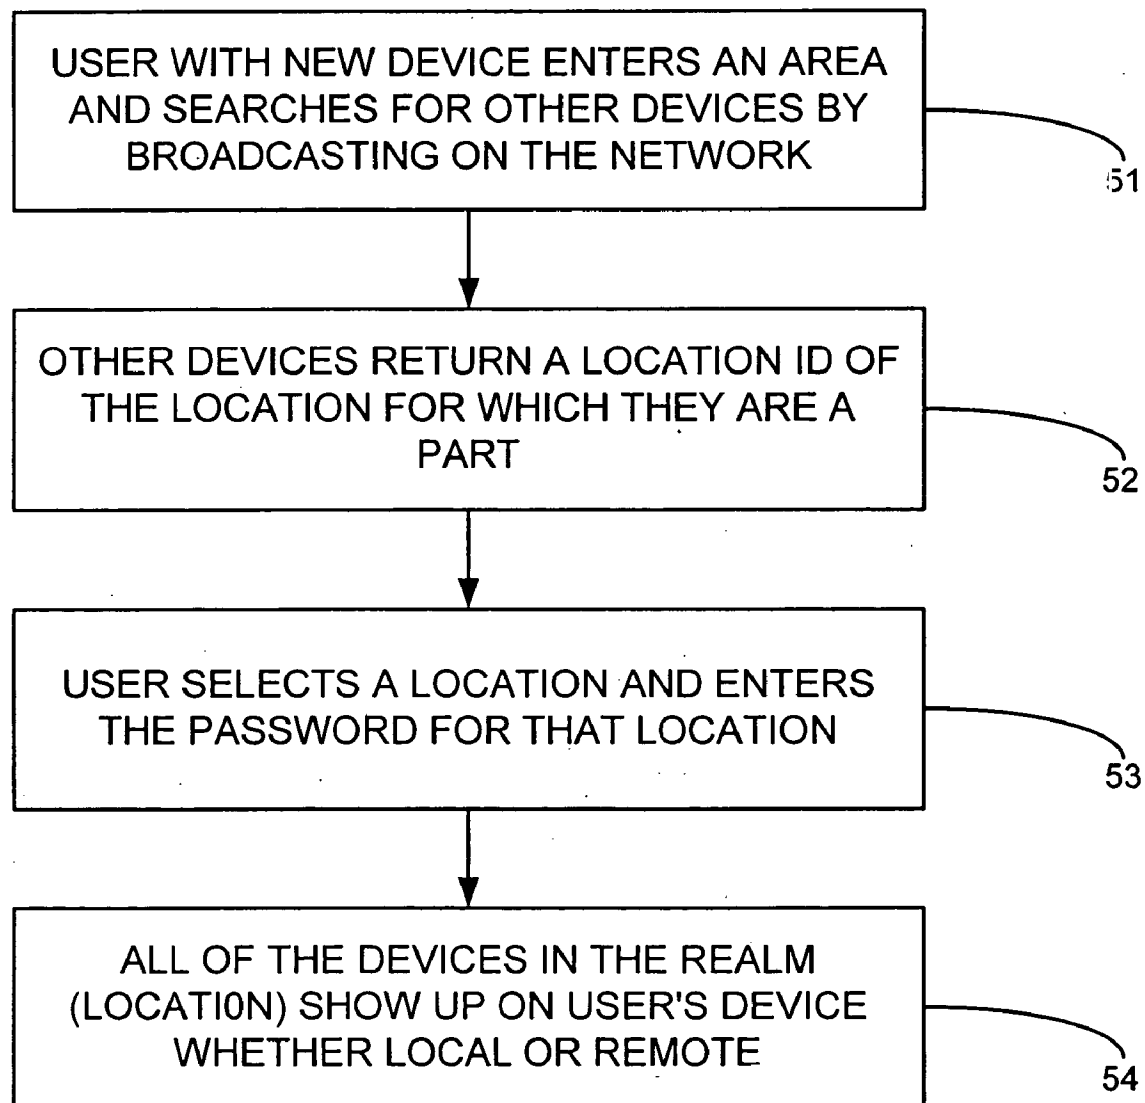 USER WITH NEW DEVICE ENTERS AN AREA
AND SEARCHES FOR OTHER DEVICES BY
BROADCASTING ON THE NETWORK
51
OTHER DEVICES RETURN A LOCATION ID OF
THE LOCATION FOR WHICH THEY ARE A
PART
52
USER SELECTS A LOCATION AND ENTERS
THE PASSWORD FOR THAT LOCATION
53
ALL OF THE DEVICES IN THE REALM
(LOCATION) SHOW UP ON USER'S DEVICE
WHETHER LOCAL OR REMOTE
54